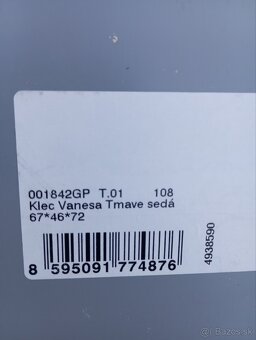 001842GP T.01 108
Klec Vanesa Tmave sedá
67*46*72
8 595091 774876
4938590
bazos.sk